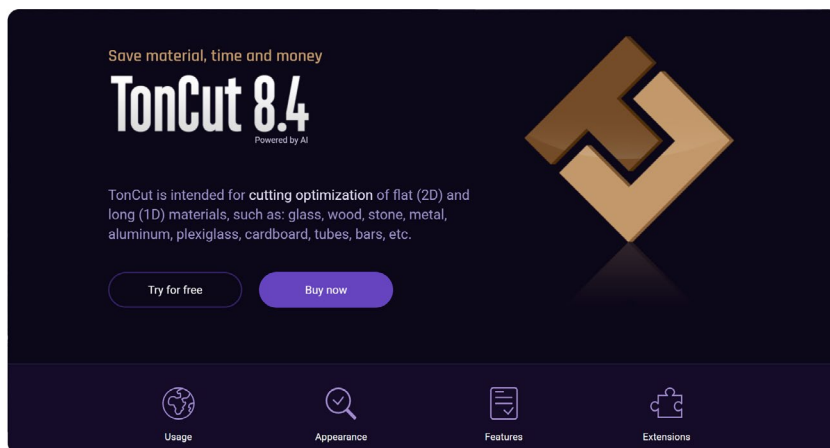 Save material, time and money
TonCut 8.4
Powered by AI
TonCut is intended for cutting optimization of flat (2D) and
long (1D) materials, such as: glass, wood, stone, metal,
aluminum, plexiglass, cardboard, tubes, bars, etc.
Try for free
Buy now
Usage
Appearance
Features
Extensions